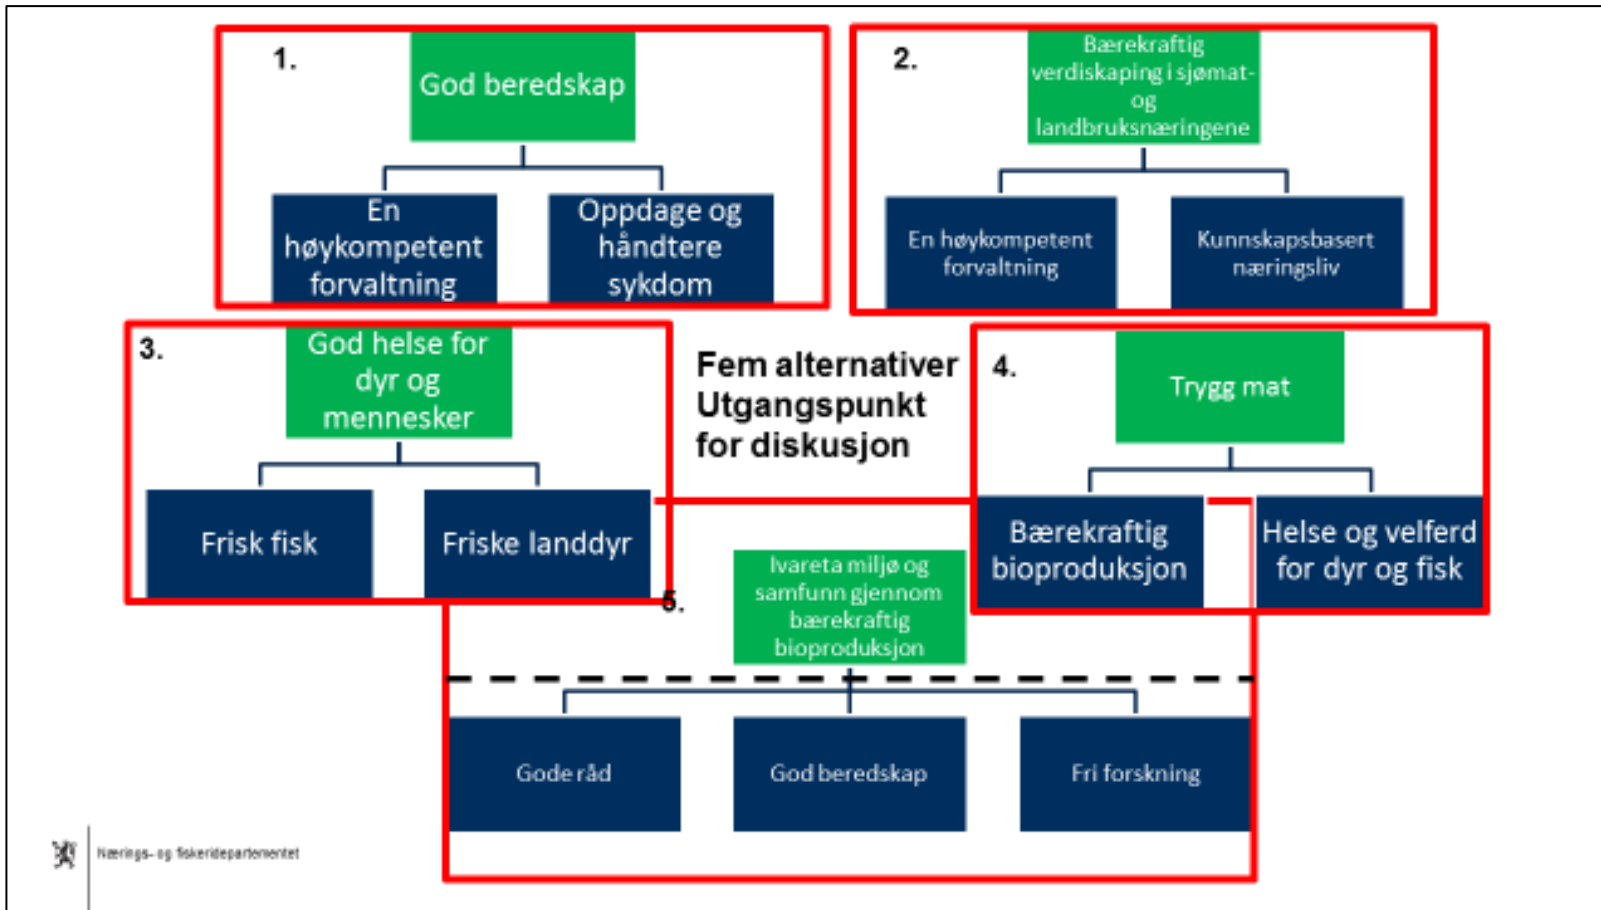 1.
God beredskap
En
høykompetent
forvaltning
Oppdage og
håndtere
sykdom
2.
Bærekraftig
verdiskaping i sjømat-
og
landbruksnæringene
En høykompetent
forvaltning
Kunnskapsbasert
næringsliv
3.
God helse for
dyr og
mennesker
Frisk fisk
Friske landdyr
Fem alternativer
Utgangspunkt
for diskusjon
4.
Trygg mat
Bærekraftig
bioproduksjon
Helse og velferd
for dyr og fisk
5.
Ivareta miljø og
samfunn gjennom
bærekraftig
bioproduksjon
Gode råd
God beredskap
Fri forskning
Nærings- og fiskeridepartementet